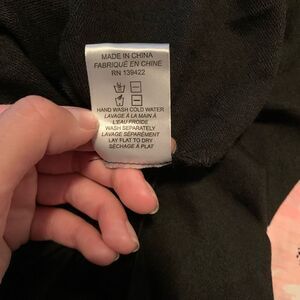 MADE IN CHINA
FABRIQUÉ EN CHINE
RN 139422
HAND WASH COLD WATER
LAVAGE À LA MAIN À
L'EAU FROIDE
WASH SEPARATELY
LAVAGE SÉPARÉMENT
LAY FLAT TO DRY
SÉCHAGE À PLAT